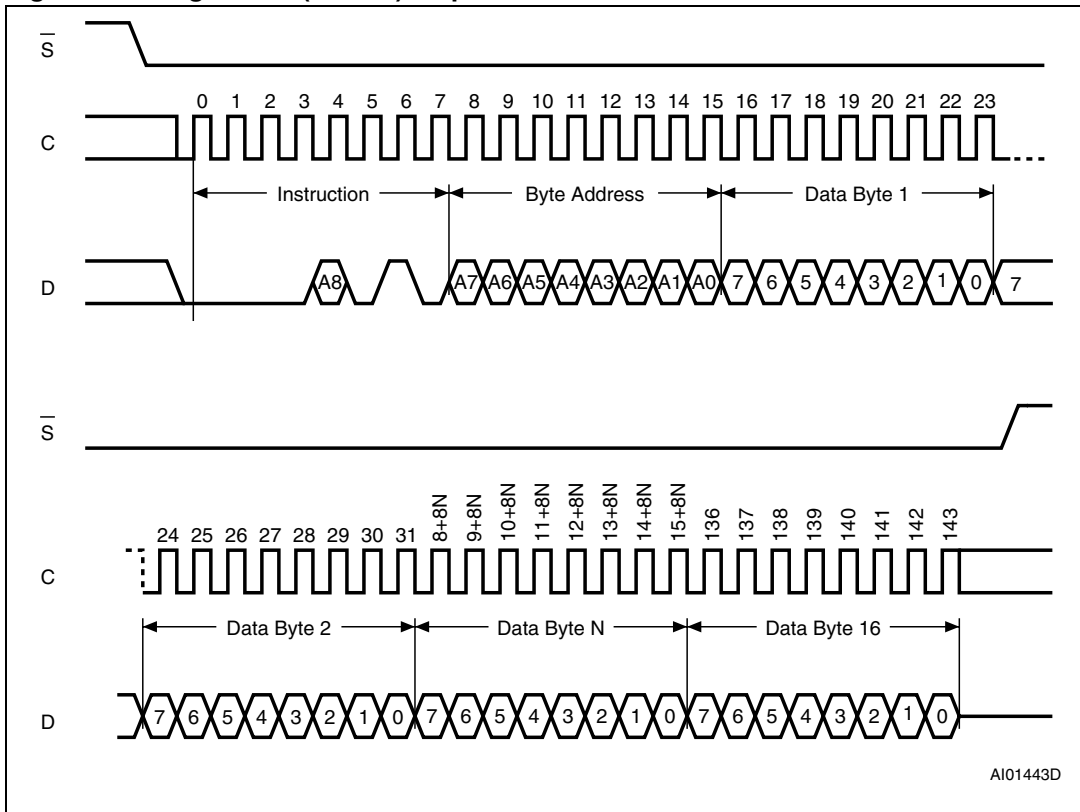 S
0 1 2 3 4 5 6 7 8 9 10 11 12 13 14 15 16 17 18 19 20 21 22 23
C
Instruction Byte Address Data Byte 1
D A8 A7 A6 A5 A4 A3 A2 A1 A0 7 6 5 4 3 2 1 0 7
S
24 25 26 27 28 29 30 31 8+8N 9+8N 10+8N 11+8N 12+8N 13+8N 14+8N 15+8N 136 137 138 139 140 141 142 143
C
Data Byte 2 Data Byte N Data Byte 16
D 7 6 5 4 3 2 1 0 7 6 5 4 3 2 1 0 7 6 5 4 3 2 1 0
AI01443D